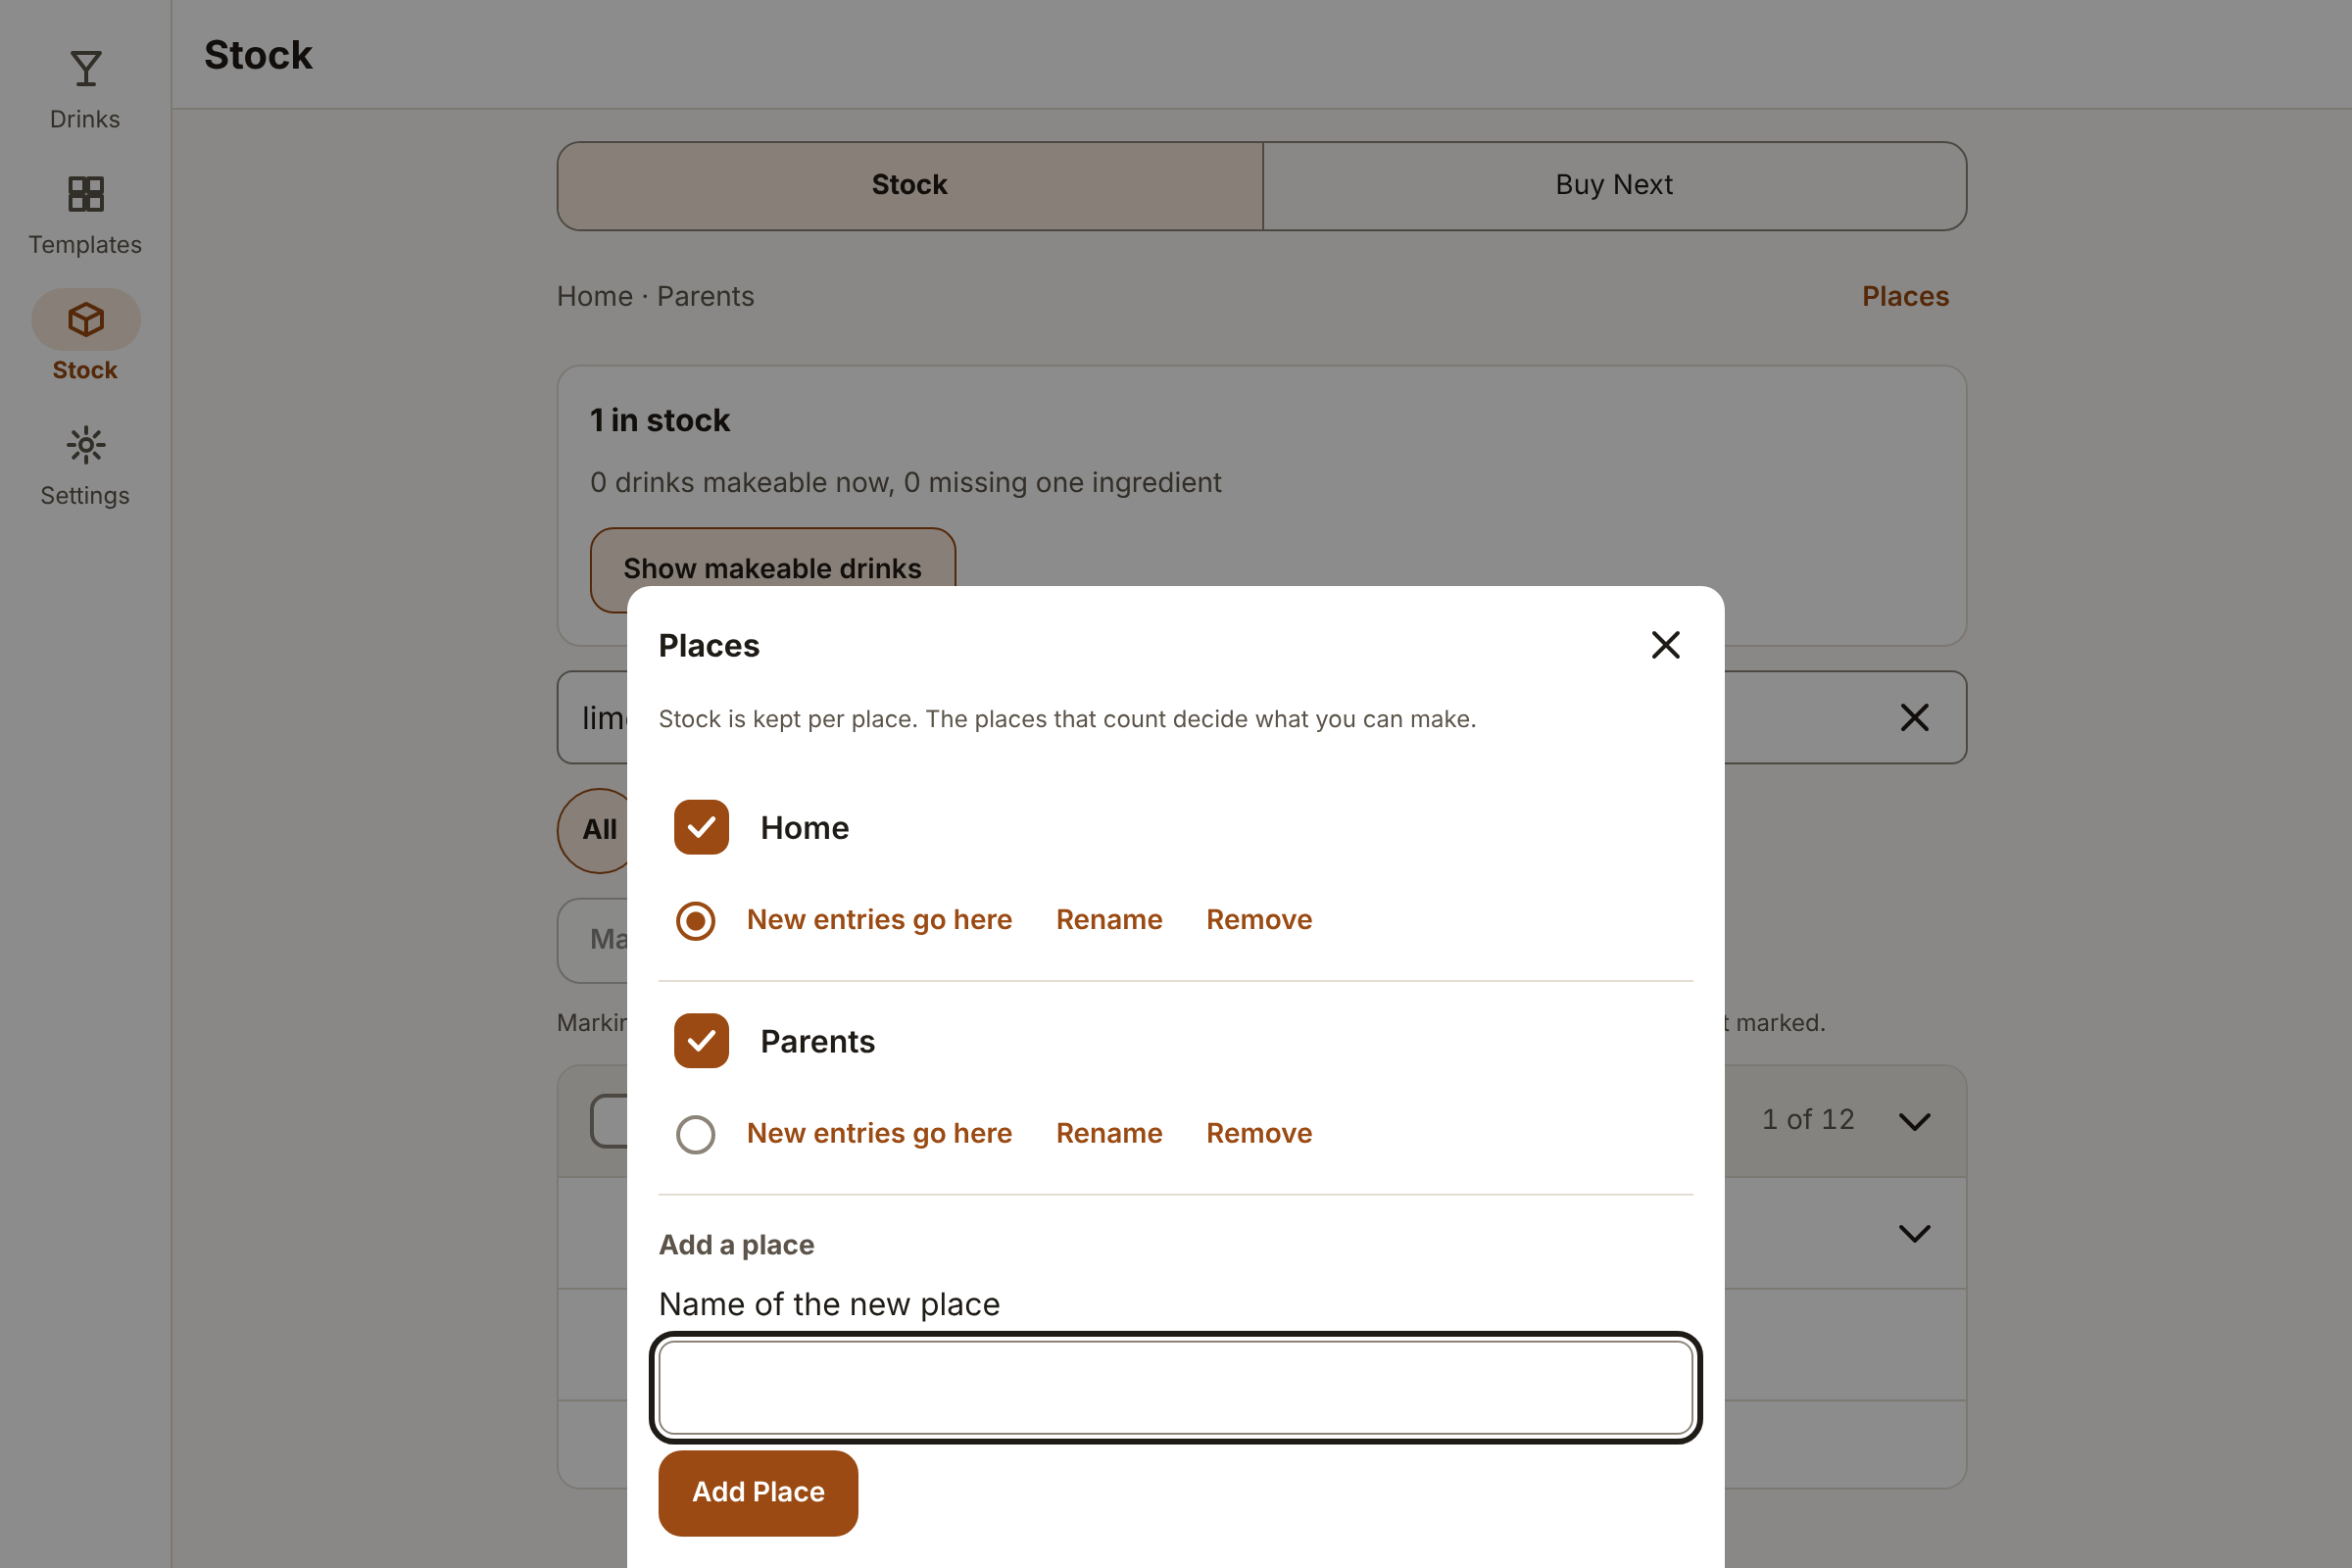 Stock
Drinks
Templates
Stock
Settings
Stock
Buy Next
Home · Parents
Places
1 in stock
0 drinks makeable now, 0 missing one ingredient
Show makeable drinks
Places
Stock is kept per place. The places that count decide what you can make.
All
Home
New entries go here
Rename
Remove
marked.
Parents
1 of 12
New entries go here
Rename
Remove
Add a place
Name of the new place
Add Place